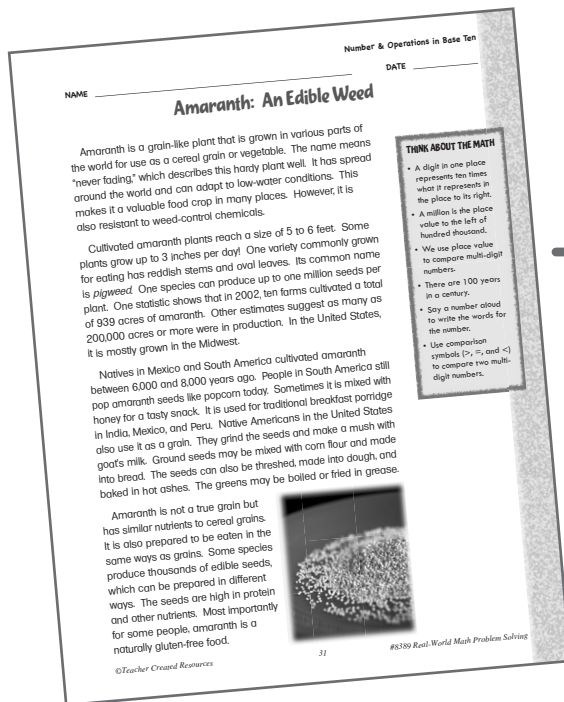 Number & Operations in Base Ten
NAME
DATE
Amaranth: An Edible Weed
Amaranth is a grain-like plant that is grown in various parts of
the world for use as a cereal grain or vegetable. The name means
"never fading," which describes this hardy plant well. It has spread
around the world and can adapt to low-water conditions. This
makes it a valuable food crop in many places. However, it is
also resistant to weed-control chemicals.
Cultivated amaranth plants reach a size of 5 to 6 feet. Some
plants grow up to 3 inches per day! One variety commonly grown
for eating has reddish stems and oval leaves. Its common name
is pigweed. One species can produce up to one million seeds per
plant. One statistic shows that in 2002, ten farms cultivated a total
of 939 acres of amaranth. Other estimates suggest as many as
200,000 acres or more were in production. In the United States,
it is mostly grown in the Midwest.
Natives in Mexico and South America cultivated amaranth
between 6,000 and 8,000 years ago. People in South America still
pop amaranth seeds like popcorn today. Sometimes it is mixed with
honey for a tasty snack. It is used for traditional breakfast porridge
in India, Mexico, and Peru. Native Americans in the United States
also use it as a grain. They grind the seeds and make a mush with
goat's milk. Ground seeds may be mixed with corn flour and made
into bread. The seeds can also be threshed, made into dough, and
baked in hot ashes. The greens may be boiled or fried in grease.
Amaranth is not a true grain but
has similar nutrients to cereal grains.
It is also prepared to be eaten in the
same ways as grains. Some species
produce thousands of edible seeds,
which can be prepared in different
ways. The seeds are high in protein
and other nutrients. Most importantly
for some people, amaranth is a
naturally gluten-free food.
THINK ABOUT THE MATH
• A digit in one place
represents ten times
what it represents in
the place to its right.
• A million is the place
value to the left of
hundred thousand.
• We use place value
to compare multi-digit
numbers.
• There are 100 years
in a century.
• Say a number aloud
to write the words for
the number.
• Use comparison
symbols (>, =, and <)
to compare two multi-
digit numbers.
©Teacher Created Resources
31
#8389 Real-World Math Problem Solving